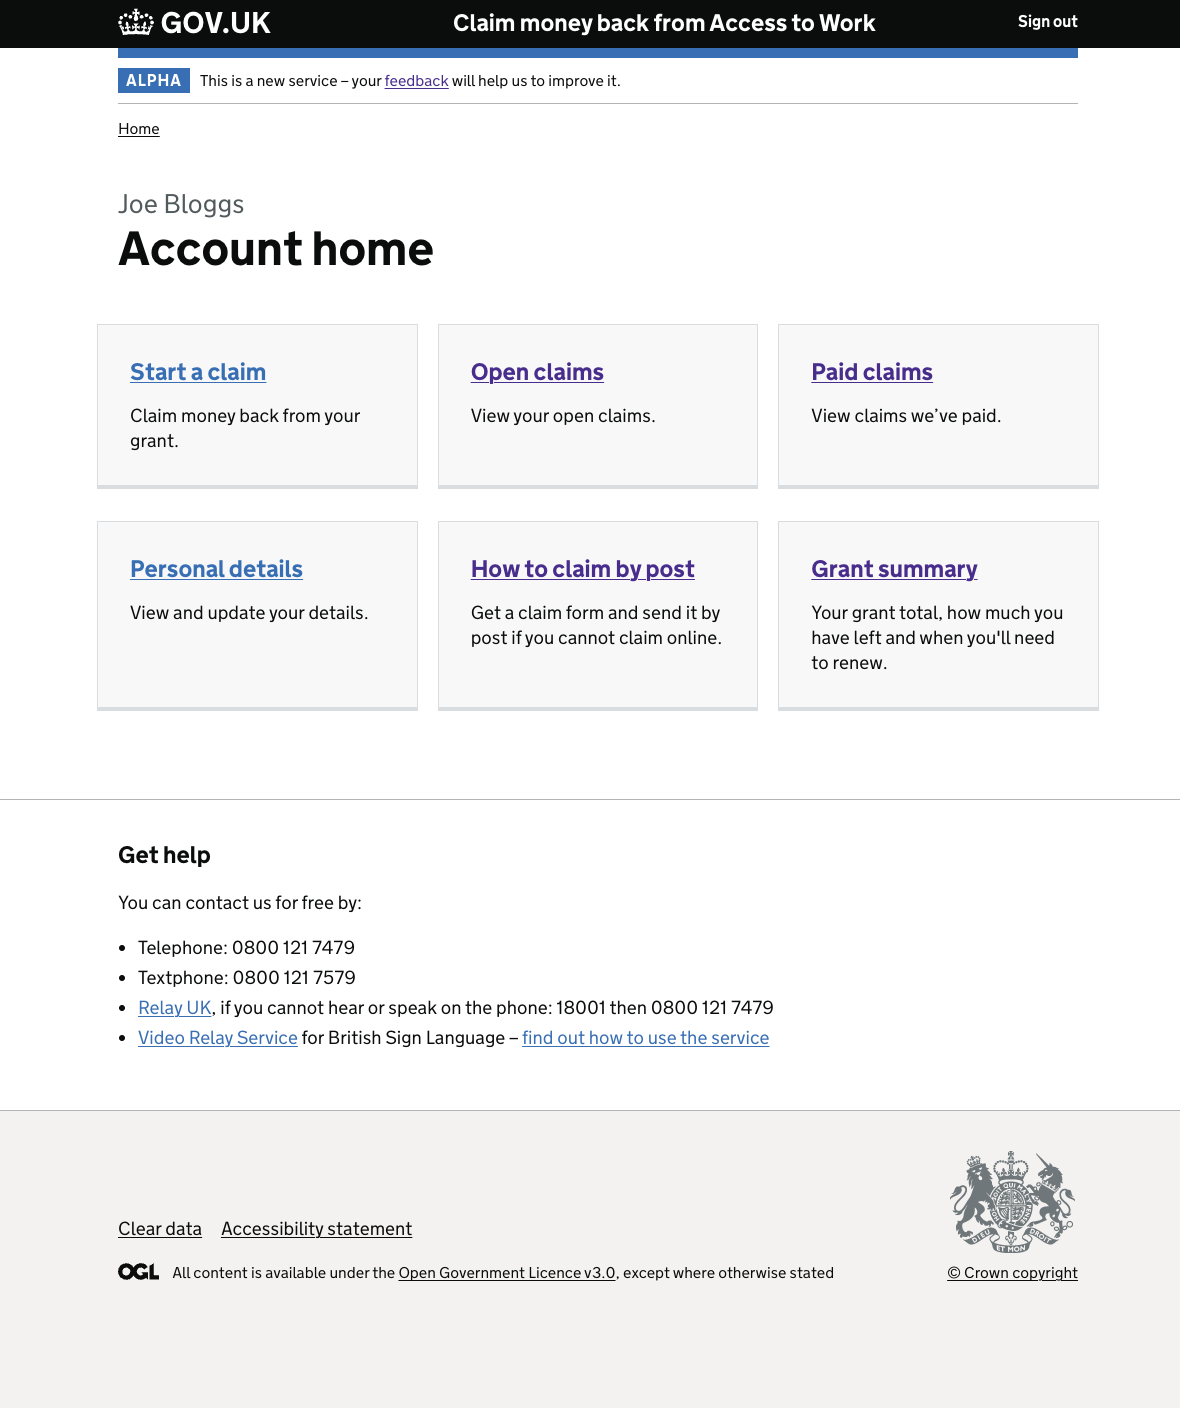 GOV.UK Claim money back from Access to Work Sign out
ALPHA This is a new service – your feedback will help us to improve it.
Home
Joe Bloggs
Account home
Start a claim
Claim money back from your
grant.
Open claims
View your open claims.
Paid claims
View claims we’ve paid.
Personal details
View and update your details.
How to claim by post
Get a claim form and send it by
post if you cannot claim online.
Grant summary
Your grant total, how much you
have left and when you'll need
to renew.
Get help
You can contact us for free by:
• Telephone: 0800 121 7479
• Textphone: 0800 121 7579
• Relay UK, if you cannot hear or speak on the phone: 18001 then 0800 121 7479
• Video Relay Service for British Sign Language – find out how to use the service
DIEU ET MON DROIT
Clear data Accessibility statement
OGL All content is available under the Open Government Licence v3.0, except where otherwise stated
© Crown copyright